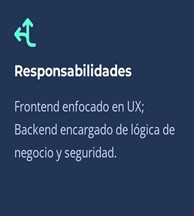 Responsabilidades
Frontend enfocado en UX;
Backend encargado de lógica de
negocio y seguridad.